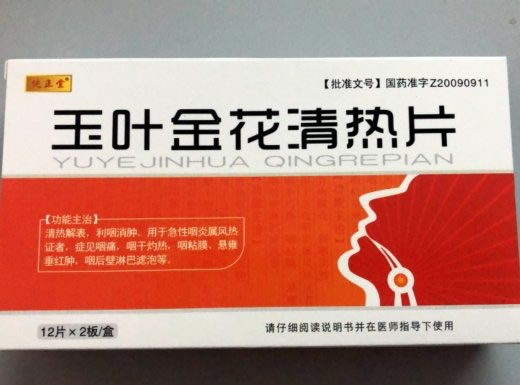 纯正堂
【批准文号】国药准字Z20090911
玉叶金花清热片
YUYEJINHUA QINGREPIAN
【功能主治】
清热解表，利咽消肿。用于急性咽炎属风热
证者，症见咽痛，咽干灼热，咽粘膜、悬雍
垂红肿，咽后壁淋巴滤泡等。
12片×2板/盒
请仔细阅读说明书并在医师指导下使用